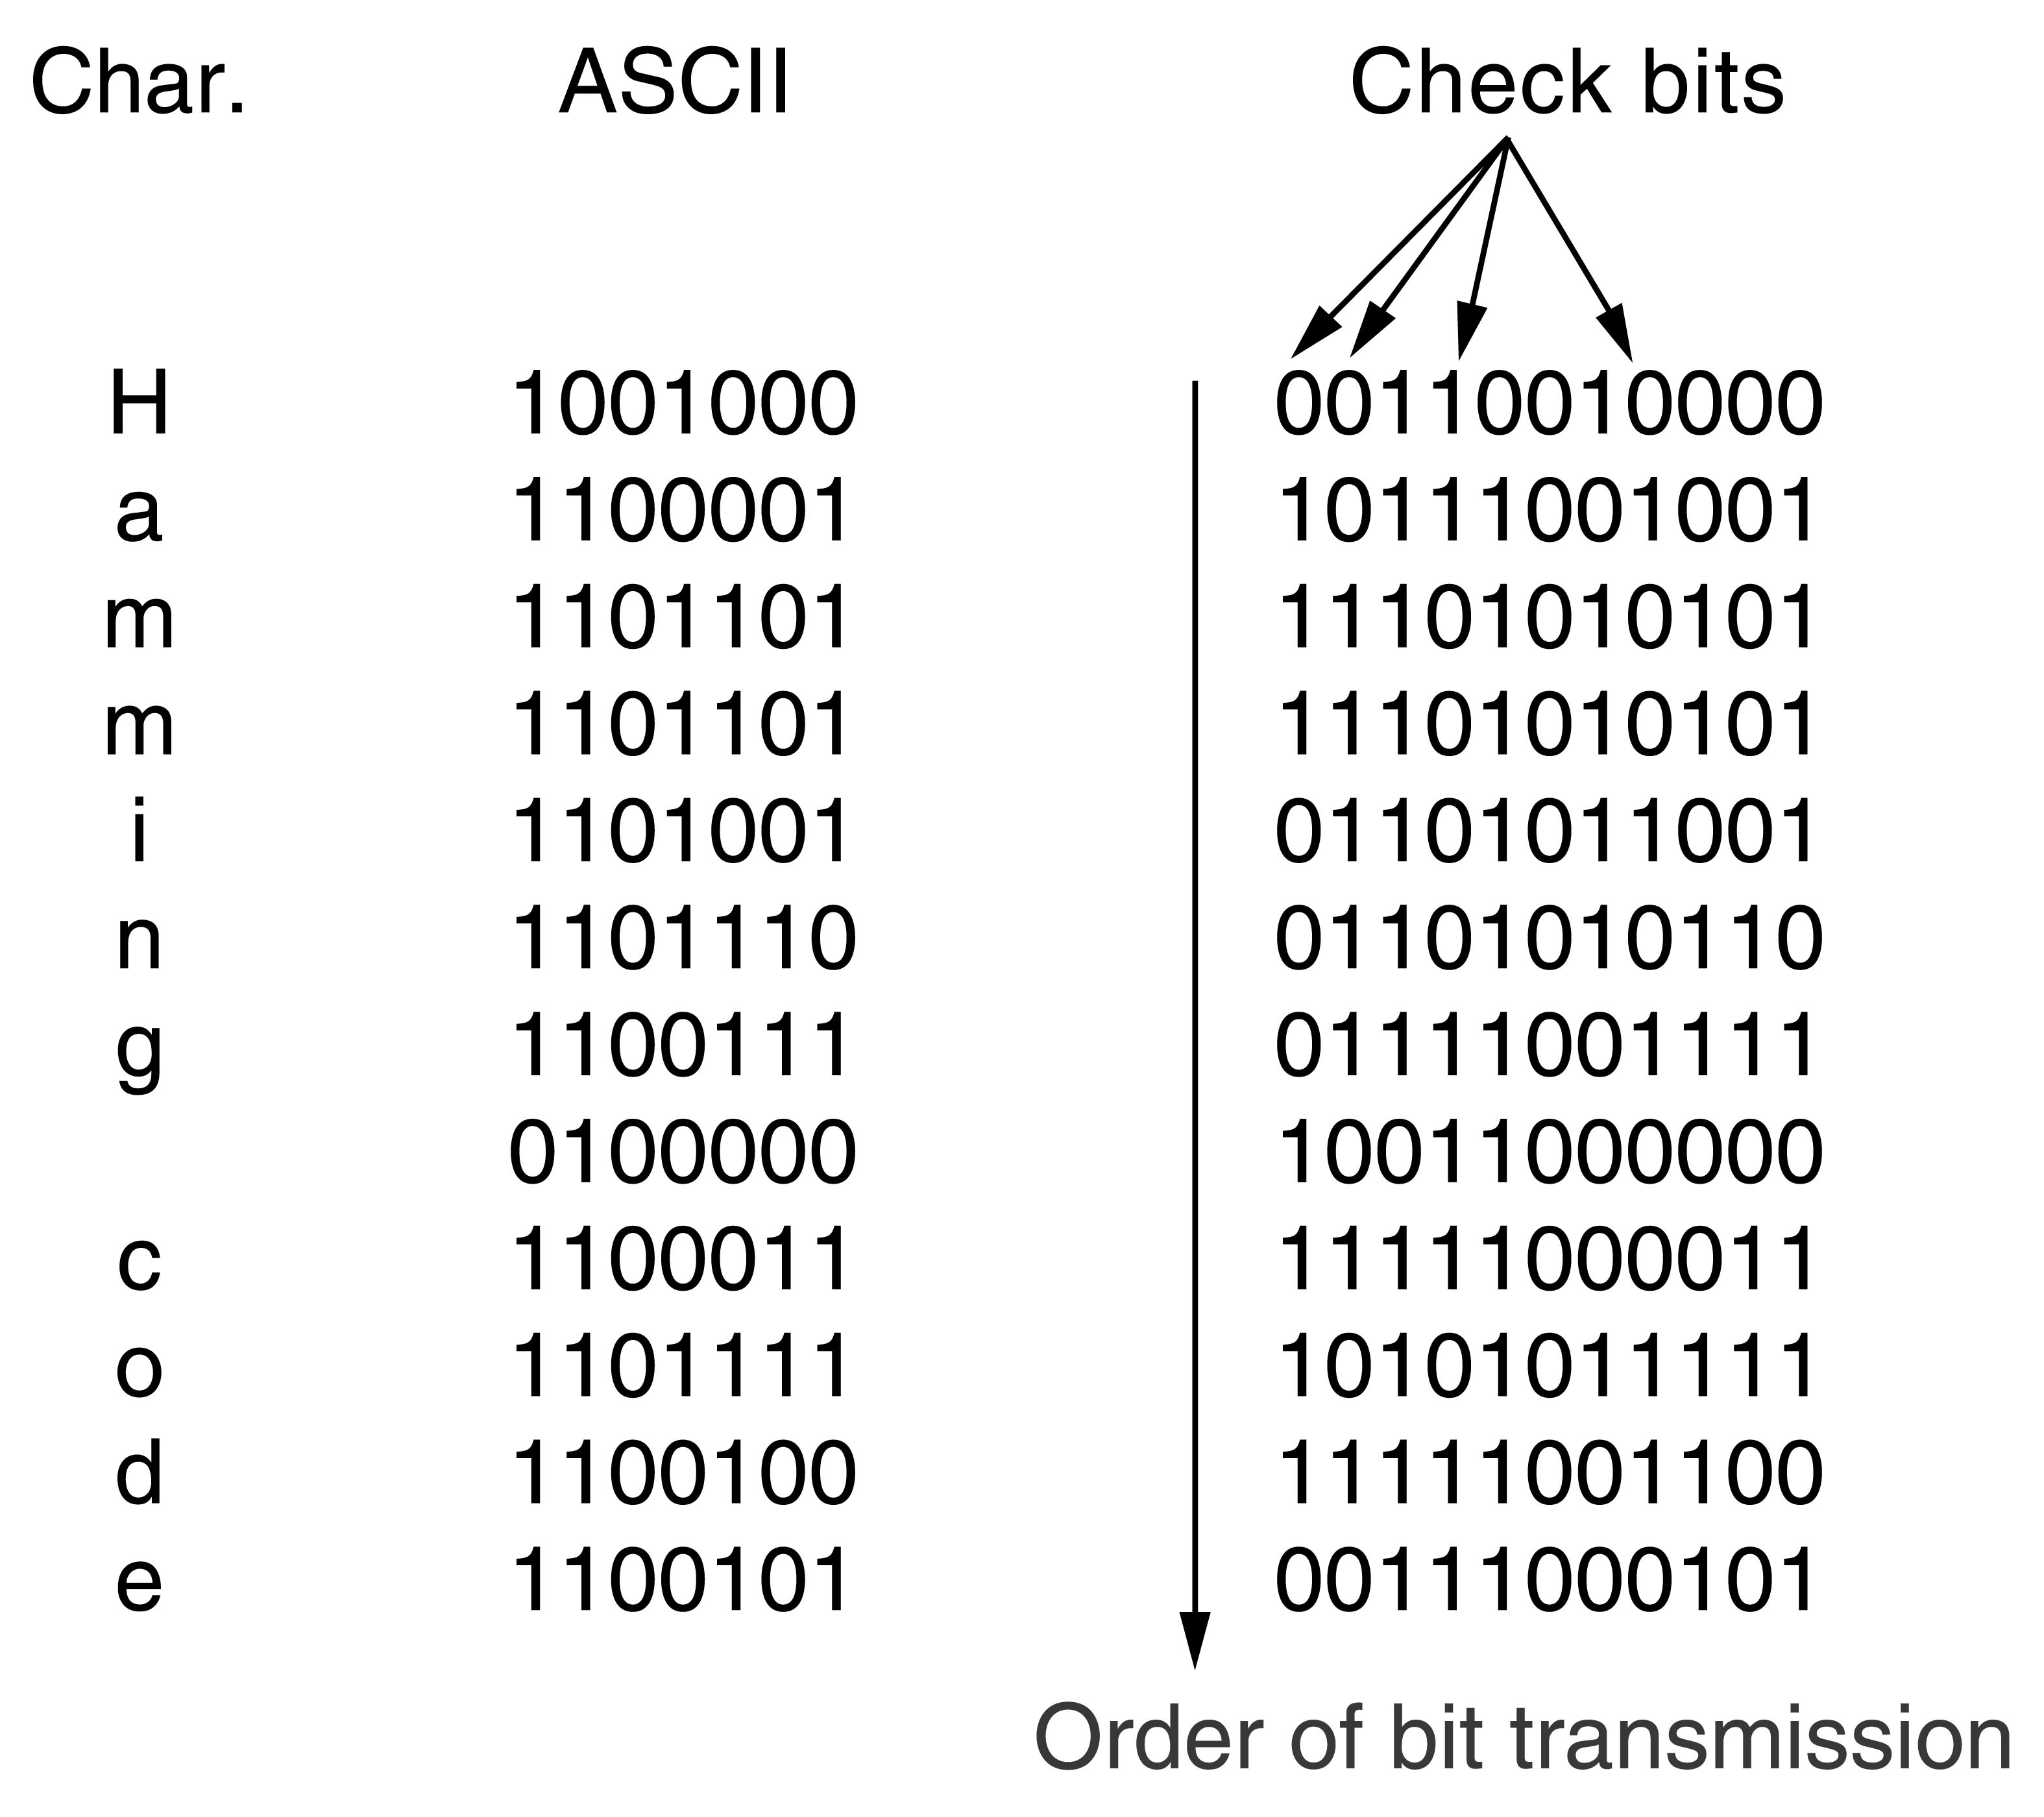 Char. ASCII Check bits
H 1001000 00110010000
a 1100001 10111001001
m 1101101 11101010101
m 1101101 11101010101
i 1101001 01101011001
n 1101110 01101010110
g 1100111 01111001111
0100000 10011000000
c 1100011 11111000011
o 1101111 10101011111
d 1100100 11111001100
e 1100101 00111000101
Order of bit transmission